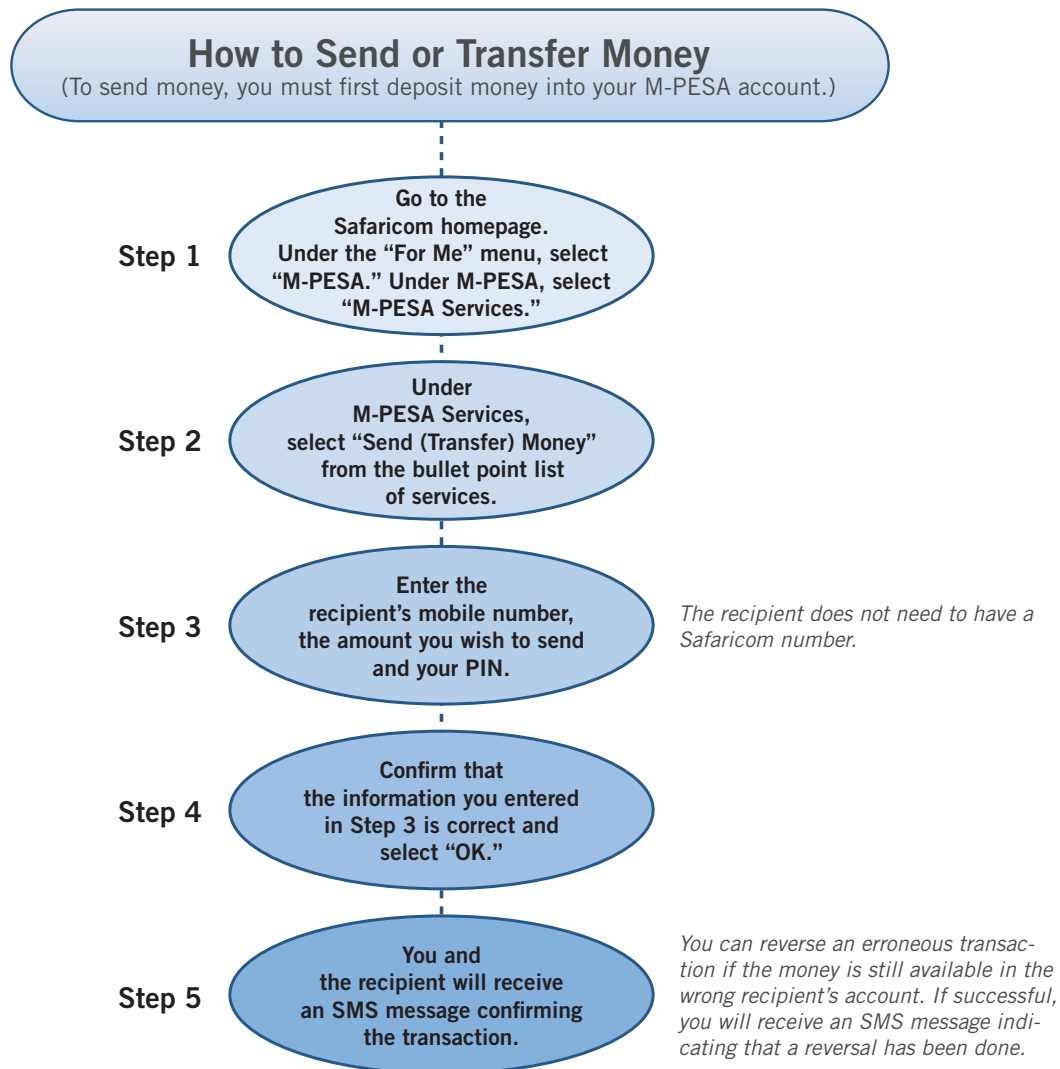 How to Send or Transfer Money
(To send money, you must first deposit money into your M-PESA account.)
Step 1
Go to the
Safaricom homepage.
Under the “For Me” menu, select
“M-PESA.” Under M-PESA, select
“M-PESA Services.”
Step 2
Under
M-PESA Services,
select “Send (Transfer) Money”
from the bullet point list
of services.
Step 3
Enter the
recipient’s mobile number,
the amount you wish to send
and your PIN.
The recipient does not need to have a
Safaricom number.
Step 4
Confirm that
the information you entered
in Step 3 is correct and
select “OK.”
Step 5
You and
the recipient will receive
an SMS message confirming
the transaction.
You can reverse an erroneous transac-
tion if the money is still available in the
wrong recipient’s account. If successful,
you will receive an SMS message indi-
cating that a reversal has been done.